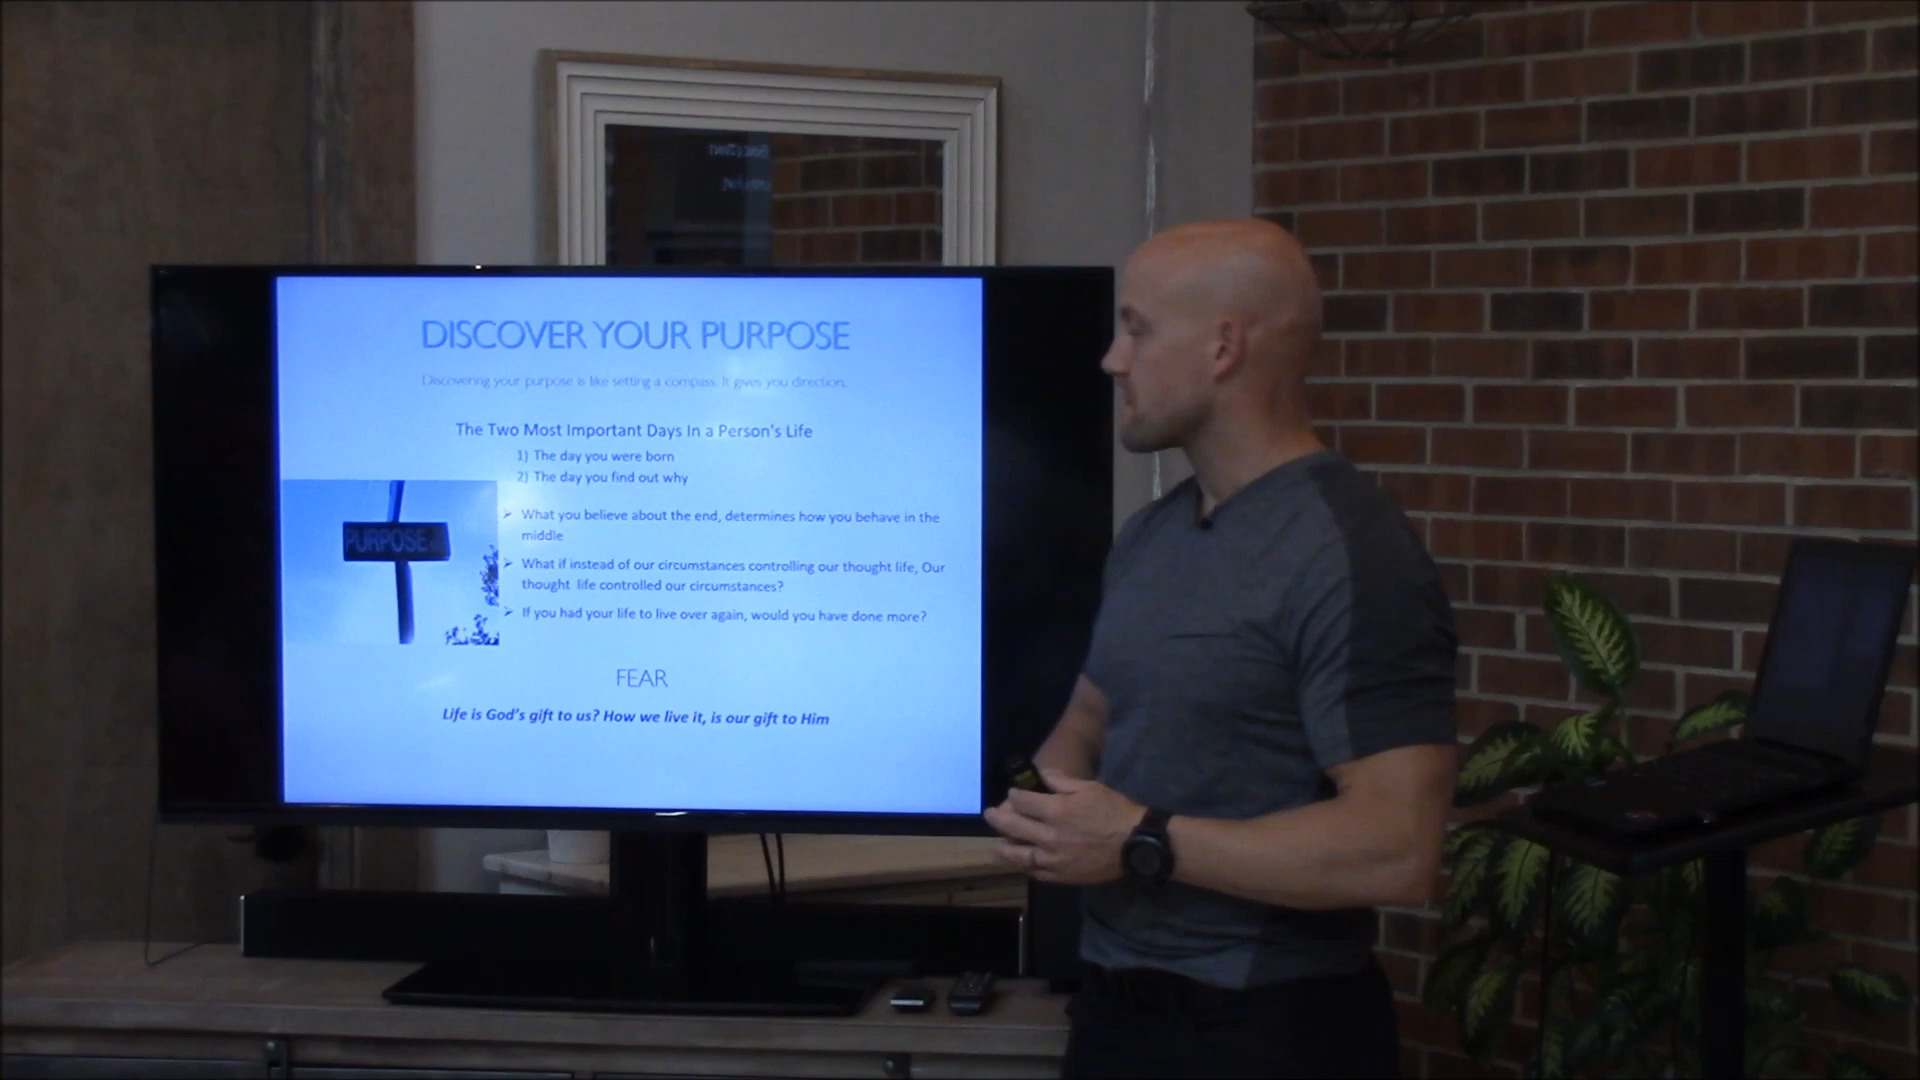 DISCOVER YOUR PURPOSE
Discovering your purpose is like setting a compass. It gives you direction.
The Two Most Important Days In a Person's Life
1) The day you were born
2) The day you find out why
PURPOSE
➢ What you believe about the end, determines how you behave in the
middle
➢ What if instead of our circumstances controlling our thought life, Our
thought life controlled our circumstances?
➢ If you had your life to live over again, would you have done more?
FEAR
Life is God's gift to us? How we live it, is our gift to Him